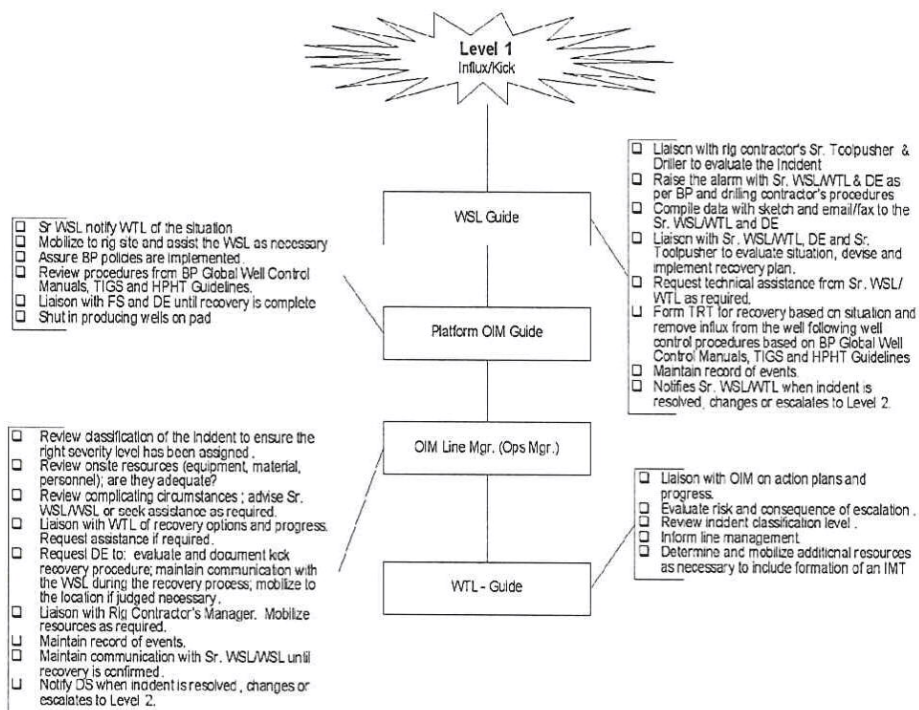 Level 1
Influx/Kick
WSL Guide
❑ Liaison with rig contractor's Sr. Toolpusher &
Driller to evaluate the Incident
❑ Raise the alarm with Sr. WSL/WTL & DE as
per BP and drilling contractor's procedures
❑ Compile data with sketch and email/fax to the
Sr. WSL/WTL and DE
❑ Liaison with Sr. WSL/WTL, DE and Sr.
Toolpusher to evaluate situation, devise and
implement recovery plan.
❑ Request technical assistance from Sr. WSL/
WTL as required.
❑ Form TRT for recovery based on situation and
remove influx from the well following well
control procedures based on BP Global Well
Control Manuals, TIGS and HPHT Guidelines
❑ Maintain record of events.
❑ Notifies Sr. WSL/WTL when incident is
resolved, changes or escalates to Level 2.
❑ Sr WSL notify WTL of the situation
❑ Mobilize to rig site and assist the WSL as necessary
❑ Assure BP policies are implemented.
❑ Review procedures from BP Global Well Control
Manuals, TIGS and HPHT Guidelines.
❑ Liaison with FS and DE until recovery is complete
❑ Shut in producing wells on pad
Platform OIM Guide
❑ Review classification of the incident to ensure the
right severity level has been assigned.
❑ Review onsite resources (equipment, material,
personnel); are they adequate?
❑ Review complicating circumstances; advise Sr.
WSL/WSL or seek assistance as required.
❑ Liaison with WTL of recovery options and progress.
Request assistance if required.
❑ Request DE to: evaluate and document kick
recovery procedure; maintain communication with
the WSL during the recovery process; mobilize to
the location if judged necessary.
❑ Liaison with Rig Contractor's Manager. Mobilize
resources as required.
❑ Maintain record of events.
❑ Maintain communication with Sr. WSL/WSL until
recovery is confirmed.
❑ Notify DS when incident is resolved, changes or
escalates to Level 2.
OIM Line Mgr. (Ops Mgr.)
❑ Liaison with OIM on action plans and
progress.
❑ Evaluate risk and consequence of escalation.
❑ Review incident classification level.
❑ Inform line management
❑ Determine and mobilize additional resources
as necessary to include formation of an IMT
WTL - Guide